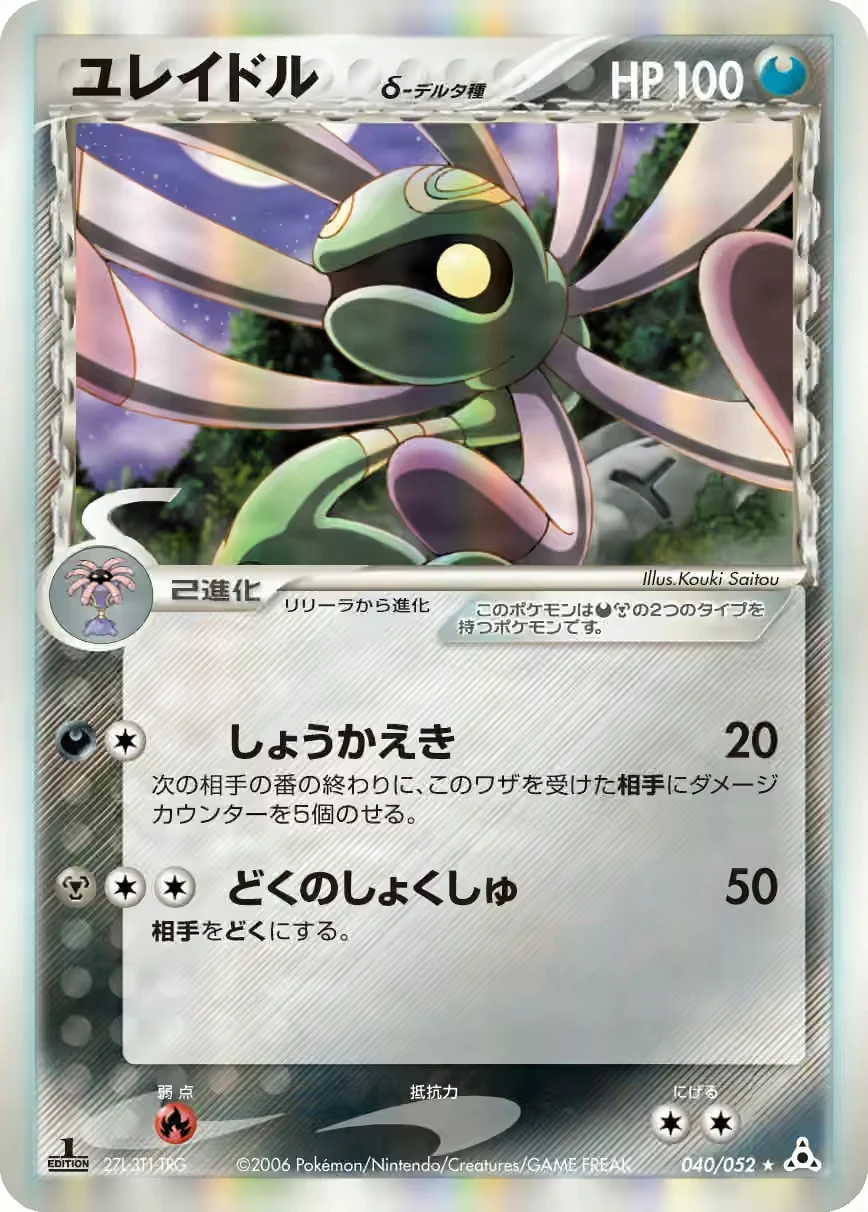 ユレイドル δ-デルタ種 HP 100
Illus.Kouki Saitou
2進化 リリーラから進化
このポケモンはの2つのタイプを
持つポケモンです。
しょうかえき 20
次の相手の番の終わりに、このワザを受けた相手にダメージ
カウンターを5個のせる。
どくのしょくしゅ 50
相手をどくにする。
弱点 抵抗力 にげる
1
EDITION 27L-3T1-TRG ©2006 Pokémon/Nintendo/Creatures/GAME FREAK 040/052 ★